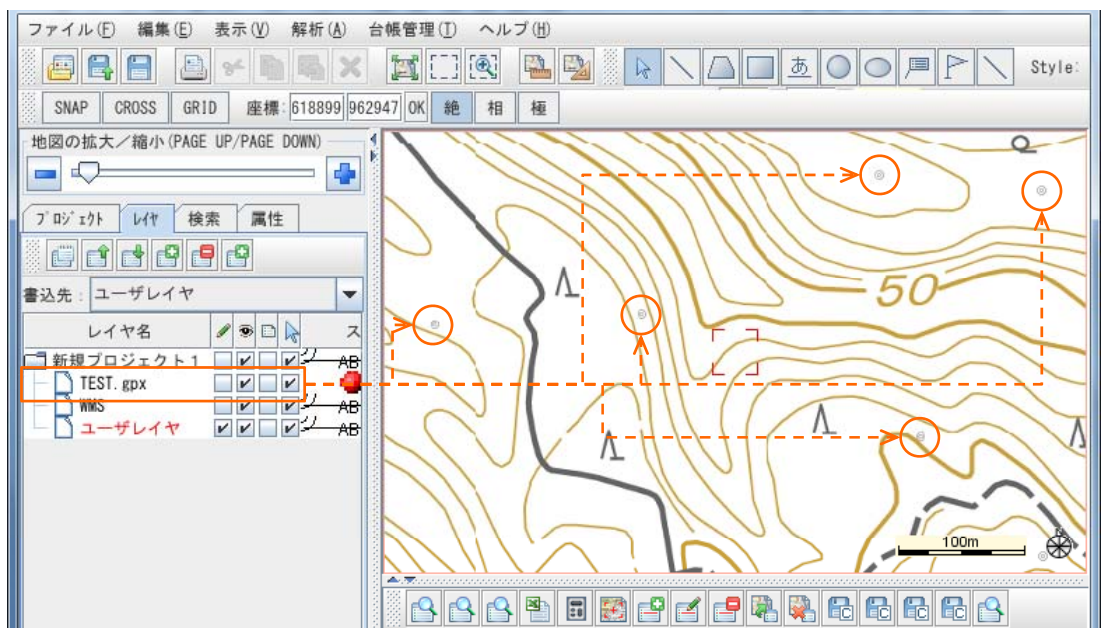 ファイル(F) 編集(E) 表示(V) 解析(A) 台帳管理(I) ヘルプ(H)
あ Style:
SNAP CROSS GRID 座標: 618899 962947 OK 絶 相 極
地図の拡大／縮小(PAGE UP/PAGE DOWN)
ﾌﾟﾛｼﾞｪｸﾄ ﾚｲﾔ 検索 属性
書込先: ユーザレイヤ
レイヤ名 ス
新規プロジェクト1 AB
TEST.gpx
WMS AB
ユーザレイヤ AB
50
100m
N
C C C C